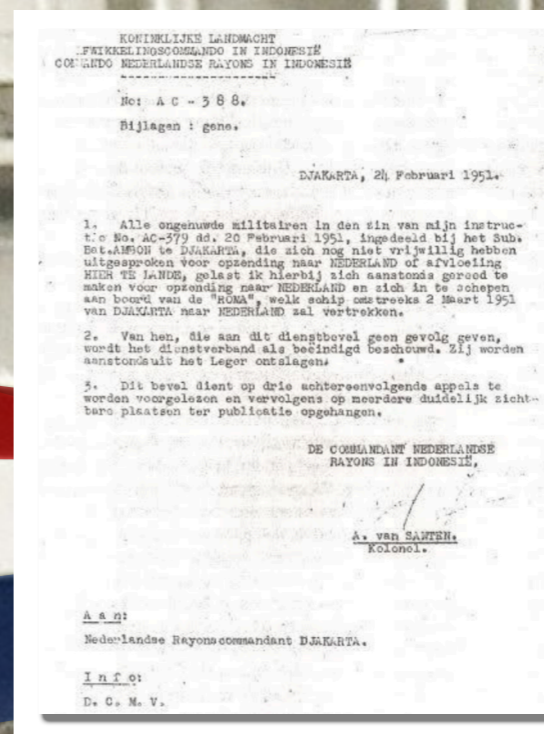 KONINKLIJKE LANDMACHT
FWIKKELINGSCOMMANDO IN INDONESIË
COMMANDO NEDERLANDSE RAYONS IN INDONESIË
No: A C - 3 8 8.
Bijlagen : gene.
DJAKARTA, 24 Februari 1951.
1. Alle ongehuwde militairen in den zin van mijn instruc-
tie No. AC-379 dd. 20 Februari 1951, ingedeeld bij het Sub.
Bat.AMBON te DJAKARTA, die zich nog niet vrijwillig hebben
uitgesproken voor opzending naar NEDERLAND of afvloeiing
HIER TE LANDE, gelast ik hierbij zich aanstonds gereed te
maken voor opzending naar NEDERLAND en zich in te schepen
aan boord van de "ROMA", welk schip omstreeks 2 Maart 1951
van DJAKARTA naar NEDERLAND zal vertrekken.
2. Van hen, die aan dit dienstbevel geen gevolg geven,
wordt het dienstverband als beëindigd beschouwd. Zij worden
aanstondsuit het Leger ontslagen.
3. Dit bevel dient op drie achtereenvolgende appels te
worden voorgelezen en vervolgens op meerdere duidelijk zicht-
bare plaatsen ter publicatie opgehangen.
DE COMMANDANT NEDERLANDSE
RAYONS IN INDONESIË,
A. van SANTEN.
Kolonel.
A a n:
Nederlandse Rayonscommandant DJAKARTA.
I n f o:
D. C. M. V.